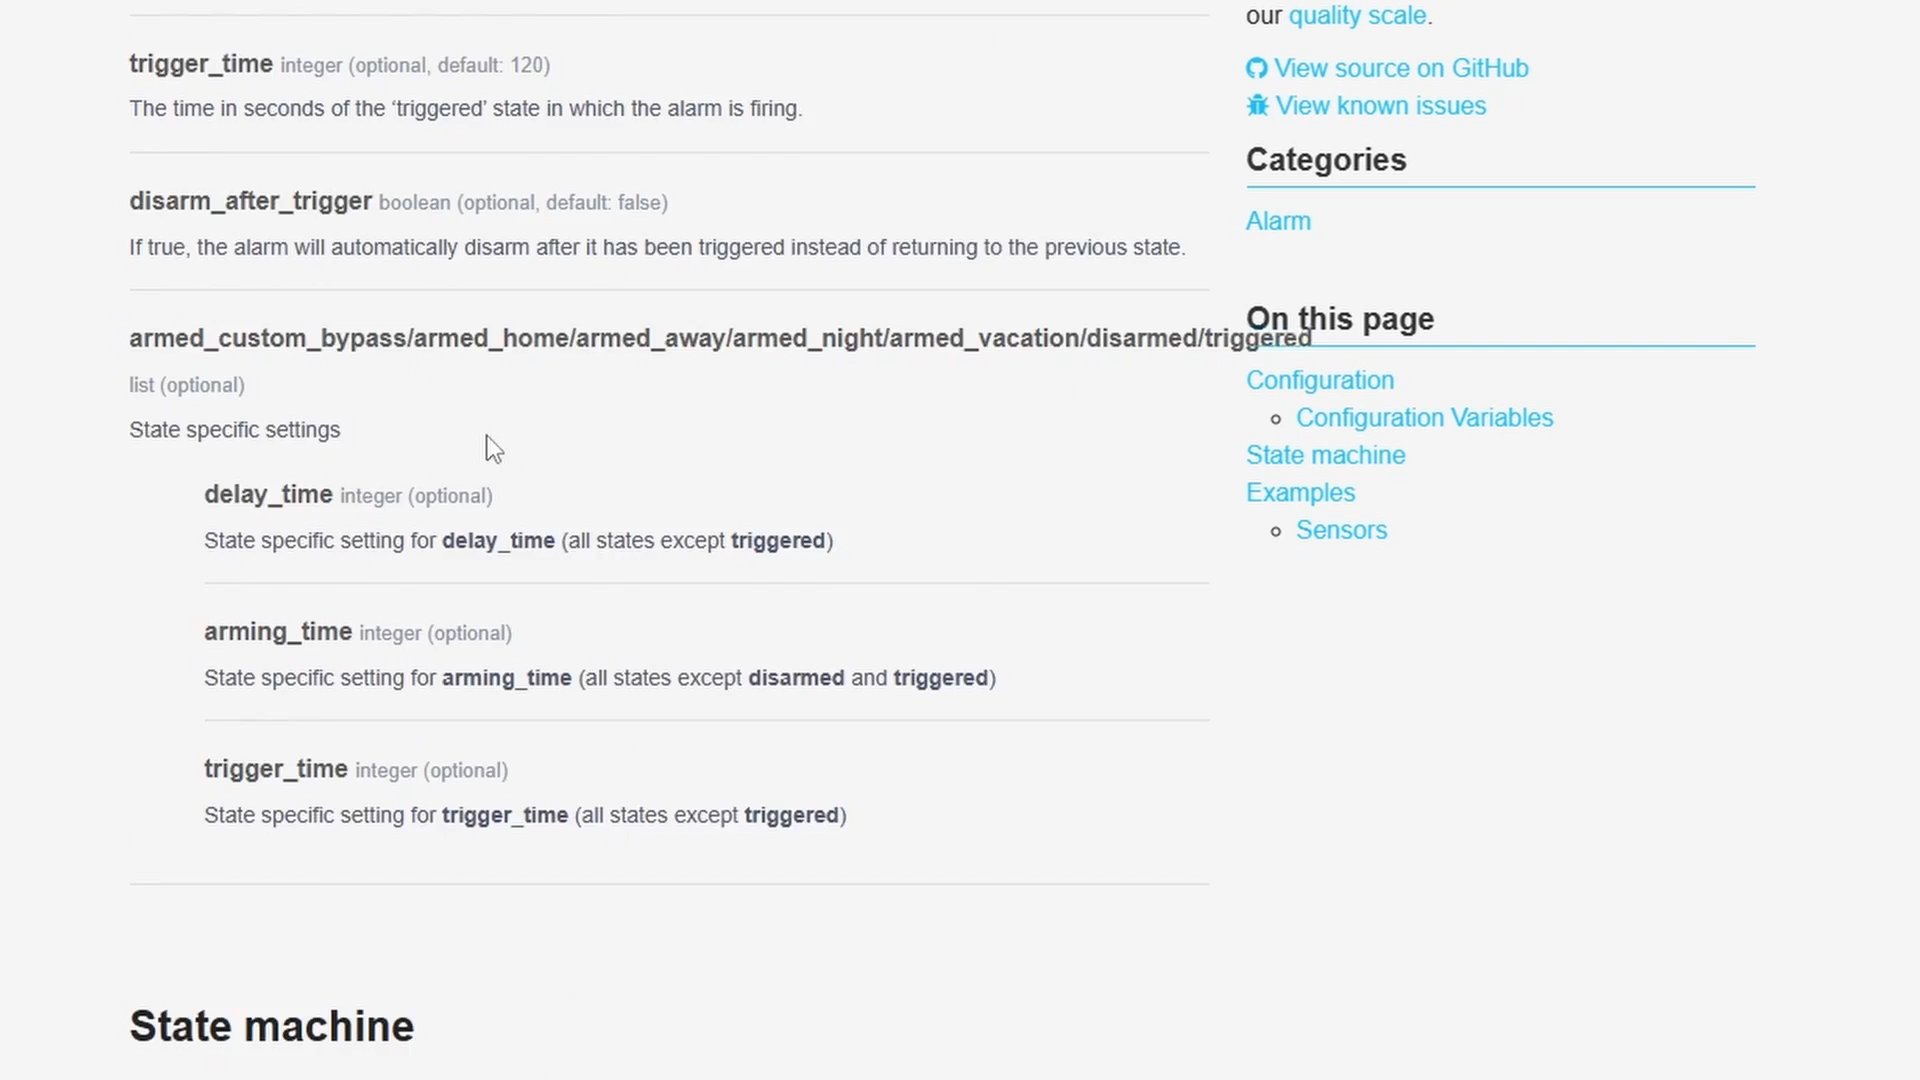 trigger_time integer (optional, default: 120)
The time in seconds of the ‘triggered’ state in which the alarm is firing.
disarm_after_trigger boolean (optional, default: false)
If true, the alarm will automatically disarm after it has been triggered instead of returning to the previous state.
armed_custom_bypass/armed_home/armed_away/armed_night/armed_vacation/disarmed/triggered
list (optional)
State specific settings
delay_time integer (optional)
State specific setting for delay_time (all states except triggered)
arming_time integer (optional)
State specific setting for arming_time (all states except disarmed and triggered)
trigger_time integer (optional)
State specific setting for trigger_time (all states except triggered)
State machine
our quality scale.
View source on GitHub
View known issues
Categories
Alarm
On this page
Configuration
Configuration Variables
State machine
Examples
Sensors